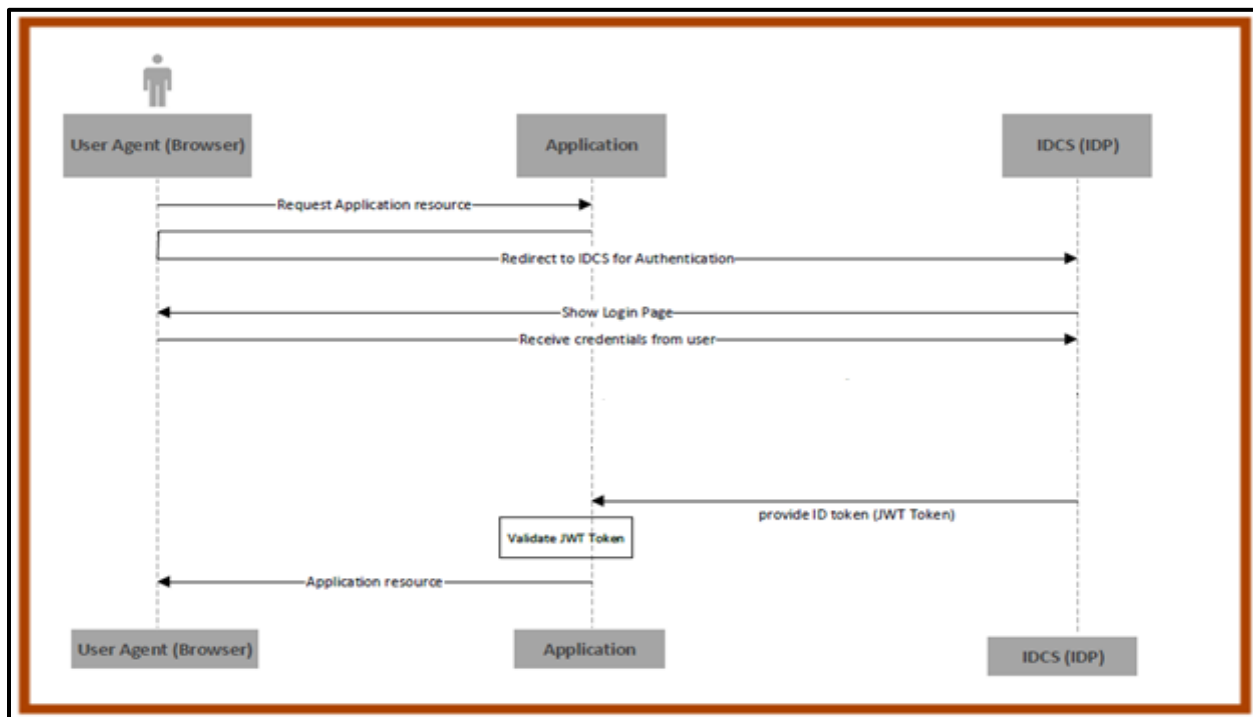 User Agent (Browser)
Application
IDCS (IDP)
Request Application resource
Redirect to IDCS for Authentication
Show Login Page
Receive credentials from user
provide ID token (JWT Token)
Validate JWT Token
Application resource
User Agent (Browser)
Application
IDCS (IDP)